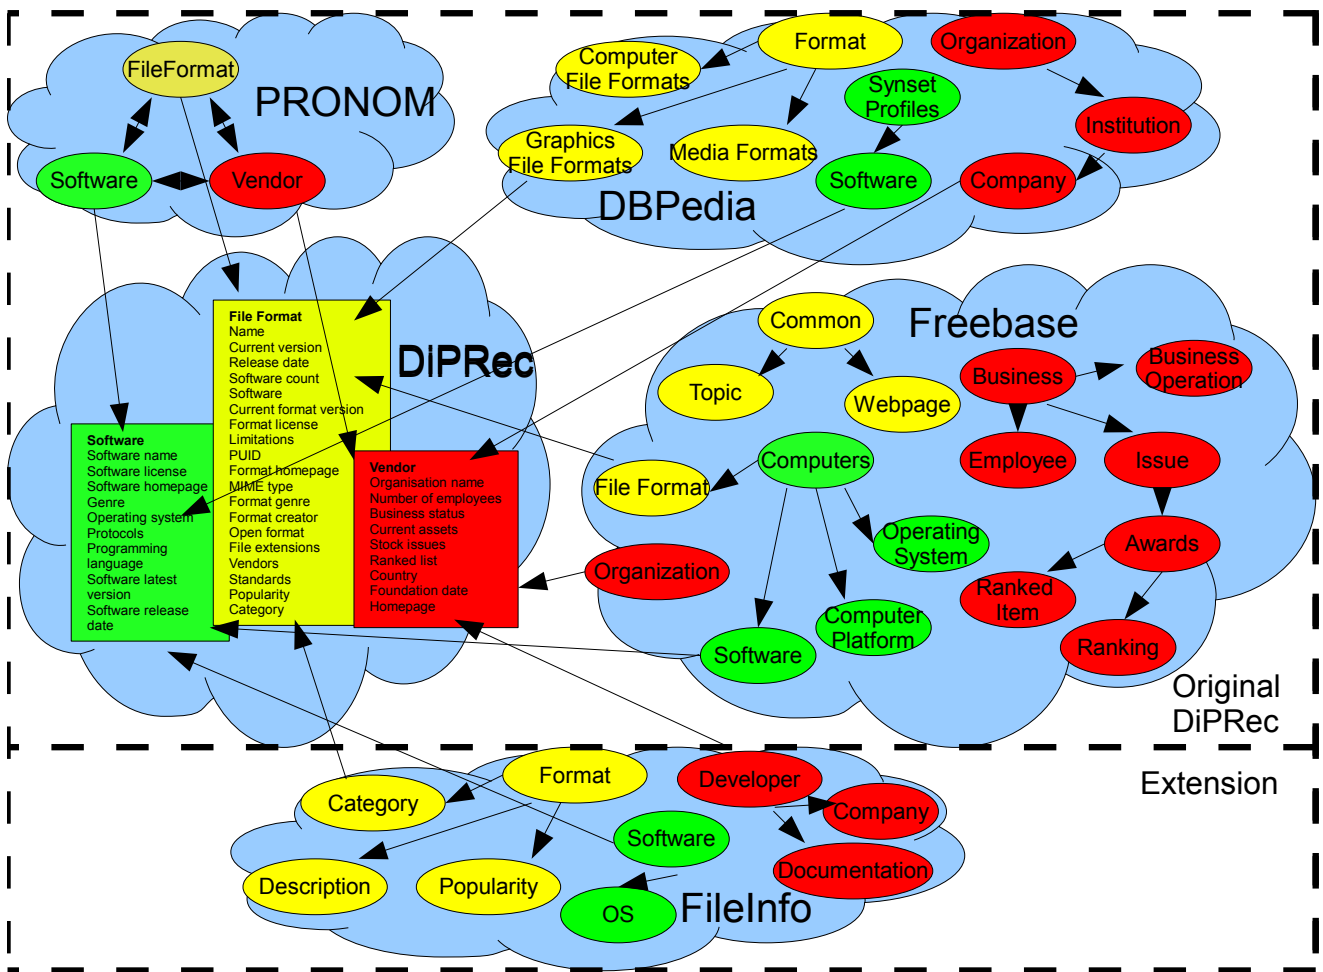 FileFormat
PRONOM
Software
Vendor
Format
Organization
Computer
File Formats
Synset
Profiles
Institution
Graphics
File Formats
Media Formats
Software
Company
DBPedia
DiPRec
File Format
Name
Current version
Release date
Software count
Software
Current format version
Format license
Limitations
PUID
Format homepage
MIME type
Format genre
Format creator
Open format
File extensions
Vendors
Standards
Popularity
Category
Software
Software name
Software license
Software homepage
Genre
Operating system
Protocols
Programming
language
Software latest
version
Software release
date
Vendor
Organisation name
Number of employees
Business status
Current assets
Stock issues
Ranked list
Country
Foundation date
Homepage
Common
Freebase
Topic
Webpage
Business
Business
Operation
Computers
Employee
Issue
File Format
Operating
System
Awards
Organization
Ranked
Item
Computer
Platform
Software
Ranking
Original
DiPRec
Extension
Format
Developer
Category
Company
Software
Description
Popularity
Documentation
OS
FileInfo